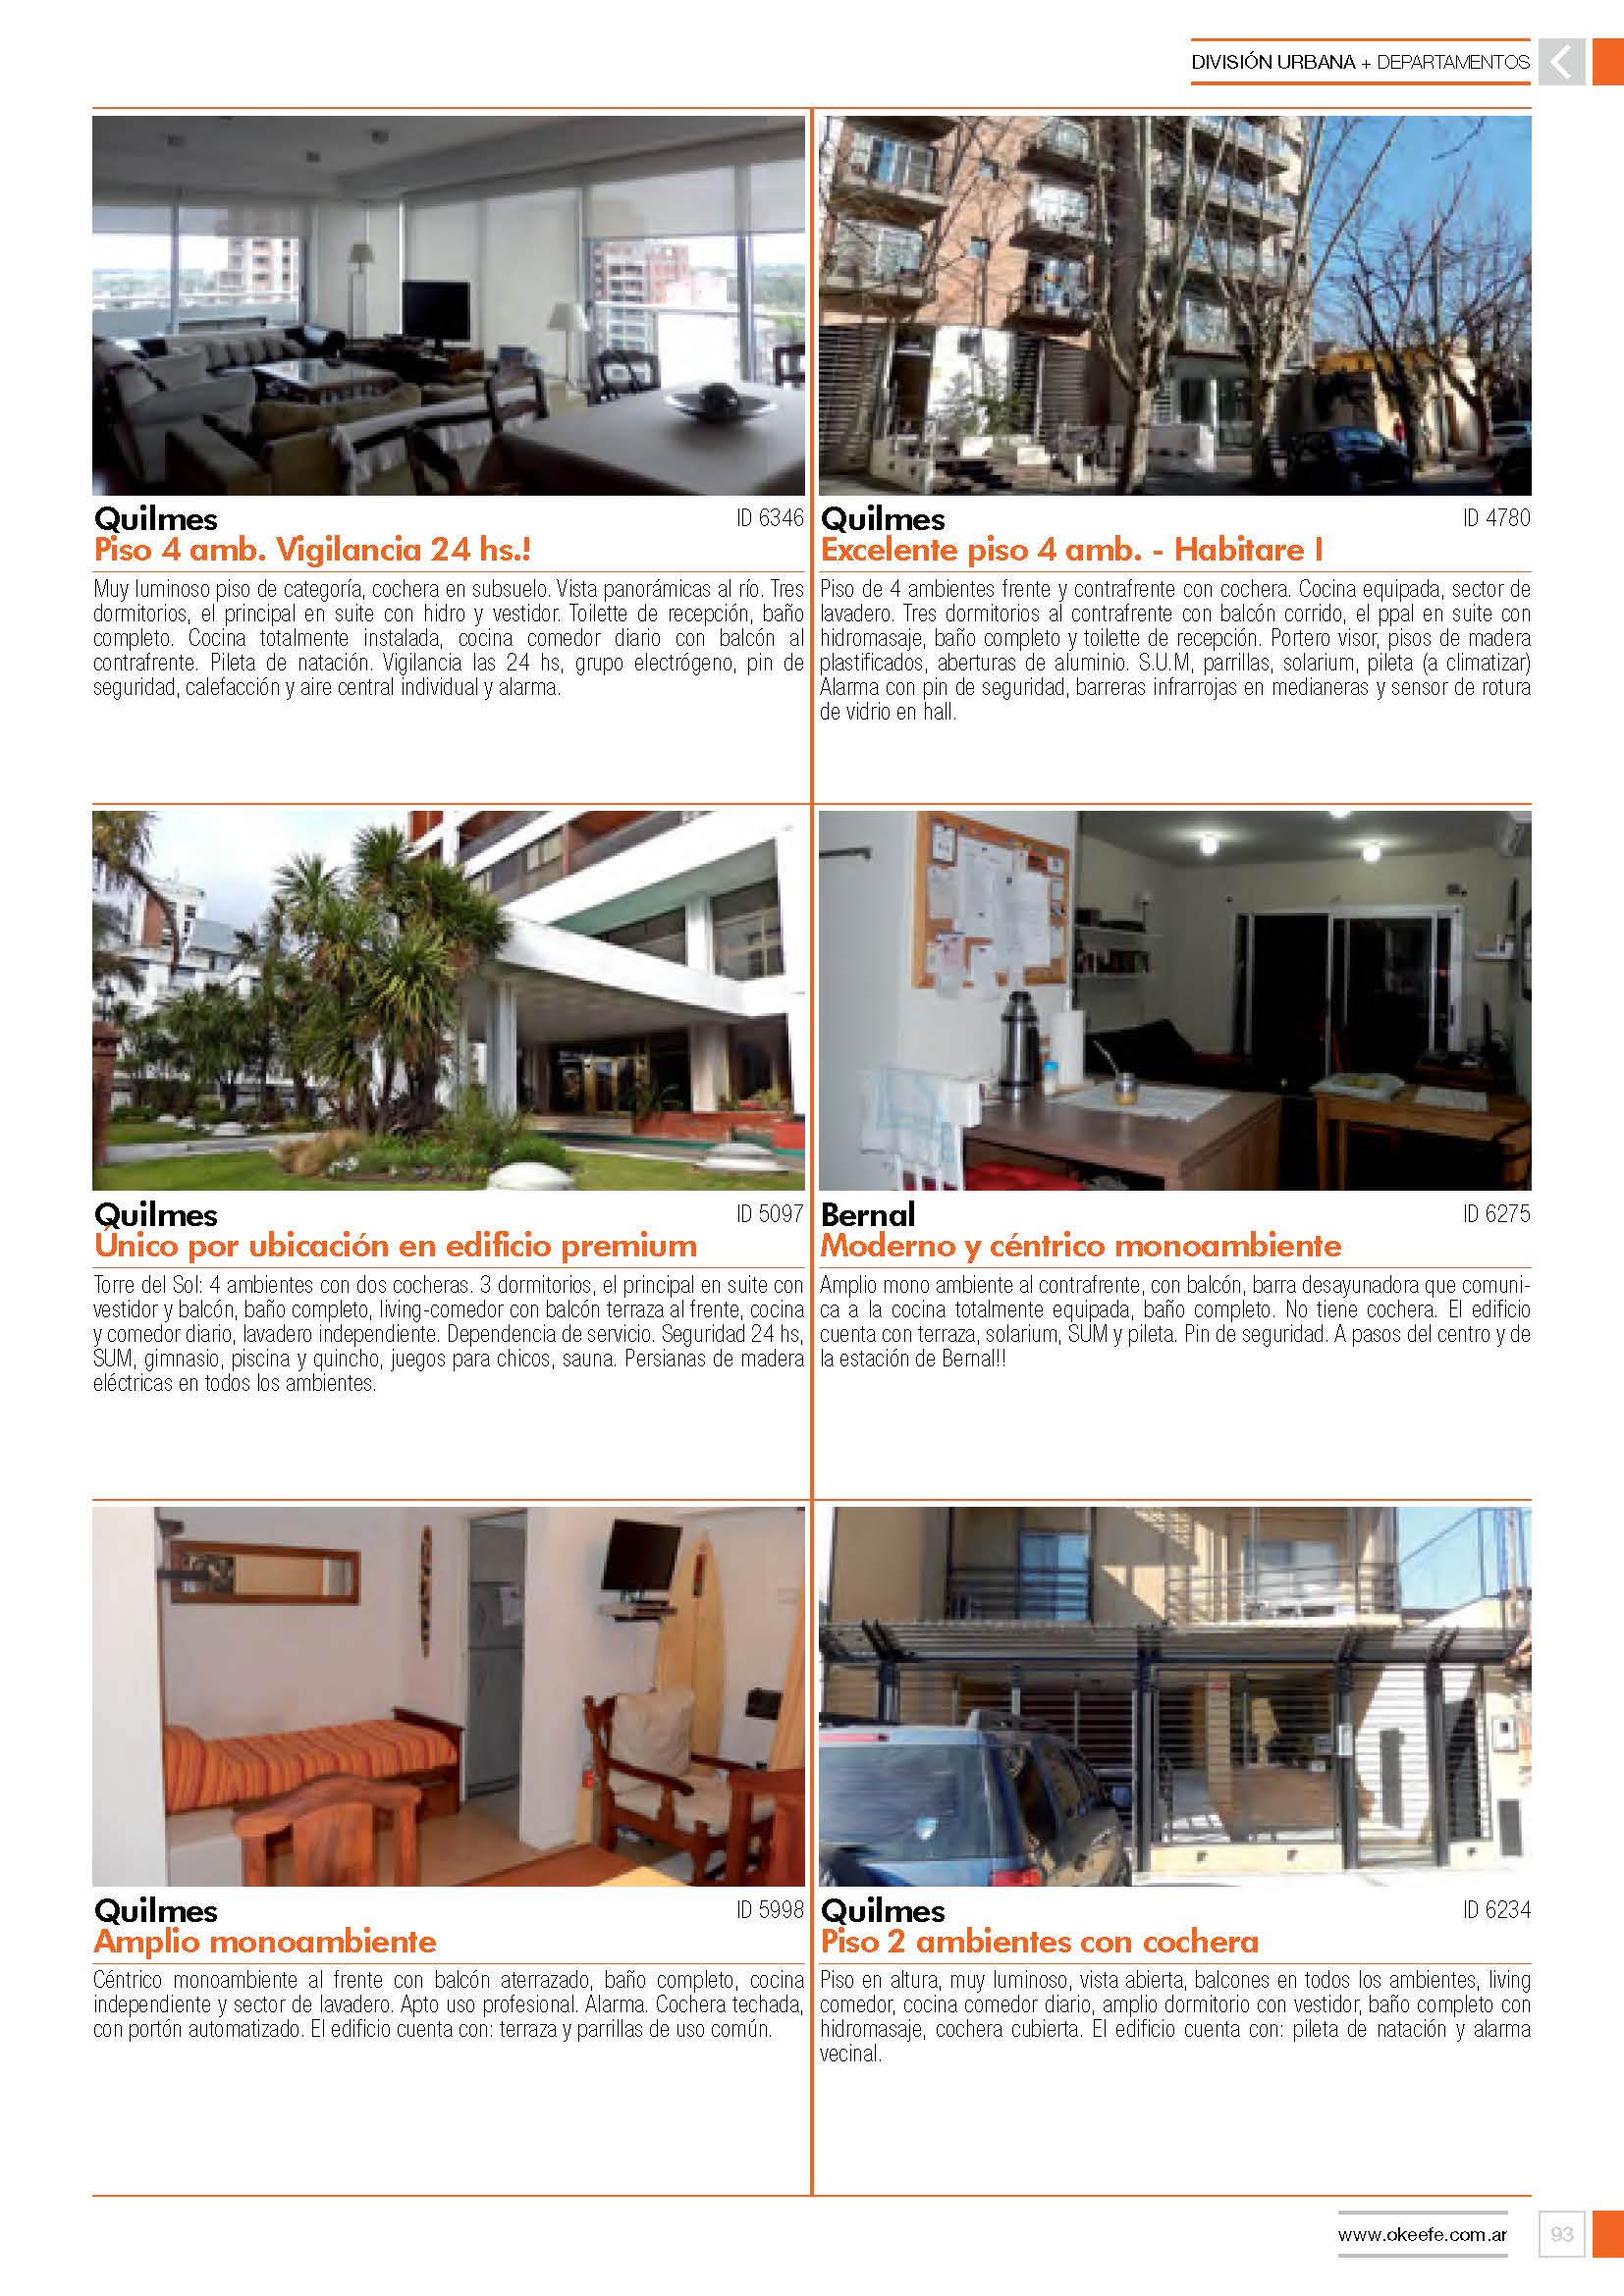 DIVISIÓN URBANA + DEPARTAMENTOS
Quilmes
ID 6346
Piso 4 amb. Vigilancia 24 hs.!
Muy luminoso piso de categoría, cochera en subsuelo. Vista panorámicas al río. Tres
dormitorios, el principal en suite con hidro y vestidor. Toilette de recepción, baño
completo. Cocina totalmente instalada, cocina comedor diario con balcón al
contrafrente. Pileta de natación. Vigilancia las 24 hs, grupo electrógeno, pin de
seguridad, calefacción y aire central individual y alarma.
Quilmes
ID 4780
Excelente piso 4 amb. - Habitare I
Piso de 4 ambientes frente y contrafrente con cochera. Cocina equipada, sector de
lavadero. Tres dormitorios al contrafrente con balcón corrido, el ppal en suite con
hidromasaje, baño completo y toilette de recepción. Portero visor, pisos de madera
plastificados, aberturas de aluminio. S.U.M, parrillas, solarium, pileta (a climatizar)
Alarma con pin de seguridad, barreras infrarrojas en medianeras y sensor de rotura
de vidrio en hall.
Quilmes
ID 5097
Único por ubicación en edificio premium
Torre del Sol: 4 ambientes con dos cocheras. 3 dormitorios, el principal en suite con
vestidor y balcón, baño completo, living-comedor con balcón terraza al frente, cocina
y comedor diario, lavadero independiente. Dependencia de servicio. Seguridad 24 hs,
SUM, gimnasio, piscina y quincho, juegos para chicos, sauna. Persianas de madera
eléctricas en todos los ambientes.
Bernal
ID 6275
Moderno y céntrico monoambiente
Amplio mono ambiente al contrafrente, con balcón, barra desayunadora que comuni-
ca a la cocina totalmente equipada, baño completo. No tiene cochera. El edificio
cuenta con terraza, solarium, SUM y pileta. Pin de seguridad. A pasos del centro y de
la estación de Bernal!!
Quilmes
ID 5998
Amplio monoambiente
Céntrico monoambiente al frente con balcón aterrazado, baño completo, cocina
independiente y sector de lavadero. Apto uso profesional. Alarma. Cochera techada,
con portón automatizado. El edificio cuenta con: terraza y parrillas de uso común.
Quilmes
ID 6234
Piso 2 ambientes con cochera
Piso en altura, muy luminoso, vista abierta, balcones en todos los ambientes, living
comedor, cocina comedor diario, amplio dormitorio con vestidor, baño completo con
hidromasaje, cochera cubierta. El edificio cuenta con: pileta de natación y alarma
vecinal.
www.okeefe.com.ar
93